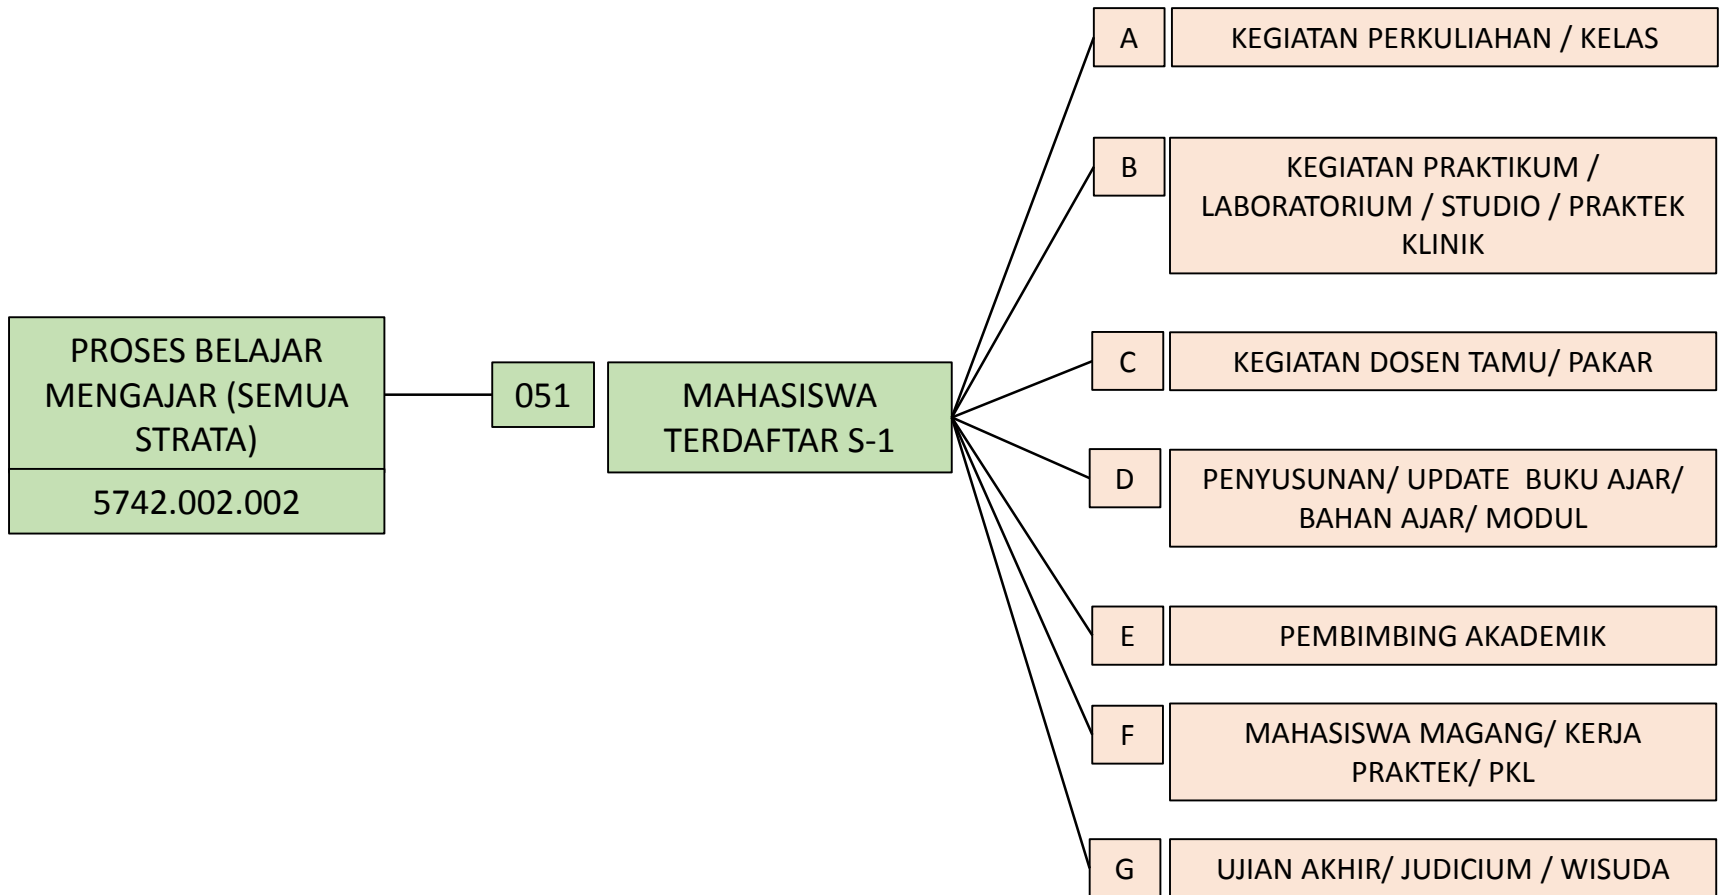 PROSES BELAJAR
MENGAJAR (SEMUA
STRATA)
5742.002.002
051
MAHASISWA
TERDAFTAR S-1
A
KEGIATAN PERKULIAHAN / KELAS
B
KEGIATAN PRAKTIKUM /
LABORATORIUM / STUDIO / PRAKTEK
KLINIK
C
KEGIATAN DOSEN TAMU/ PAKAR
D
PENYUSUNAN/ UPDATE  BUKU AJAR/
BAHAN AJAR/ MODUL
E
PEMBIMBING AKADEMIK
F
MAHASISWA MAGANG/ KERJA
PRAKTEK/ PKL
G
UJIAN AKHIR/ JUDICIUM / WISUDA